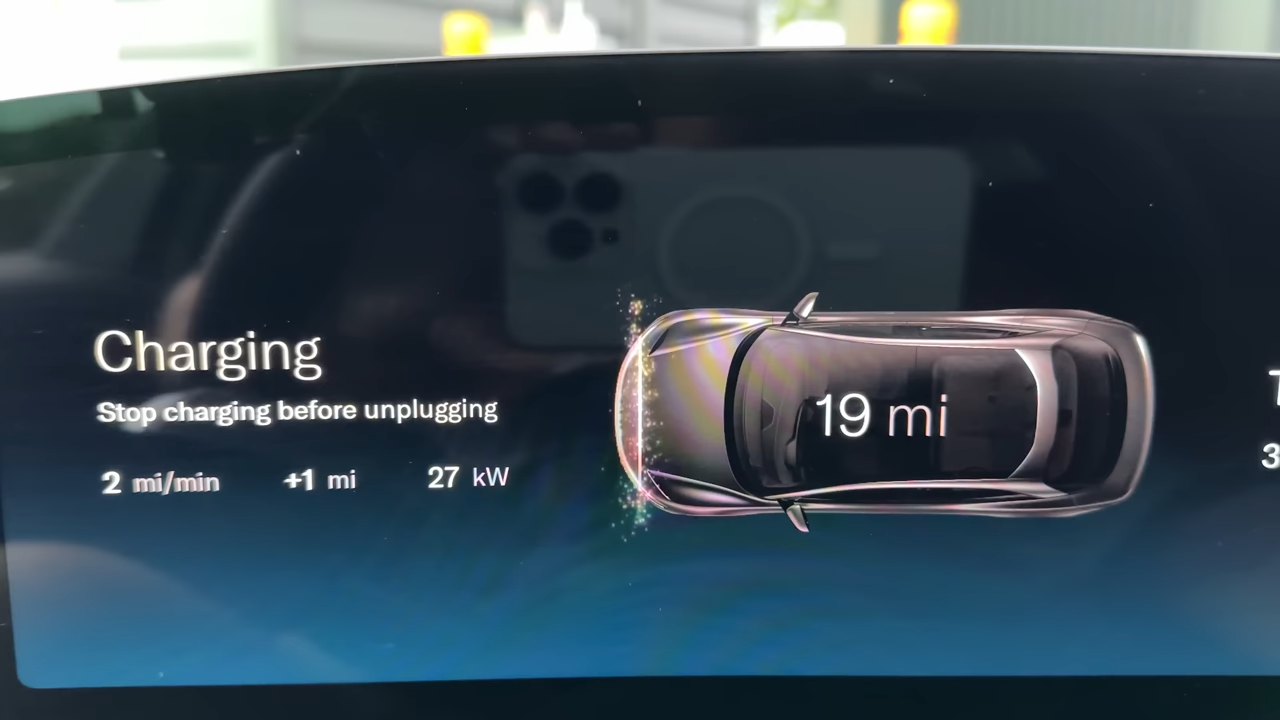 Charging
Stop charging before unplugging
2 mi/min +1 mi 27 kW
19 mi